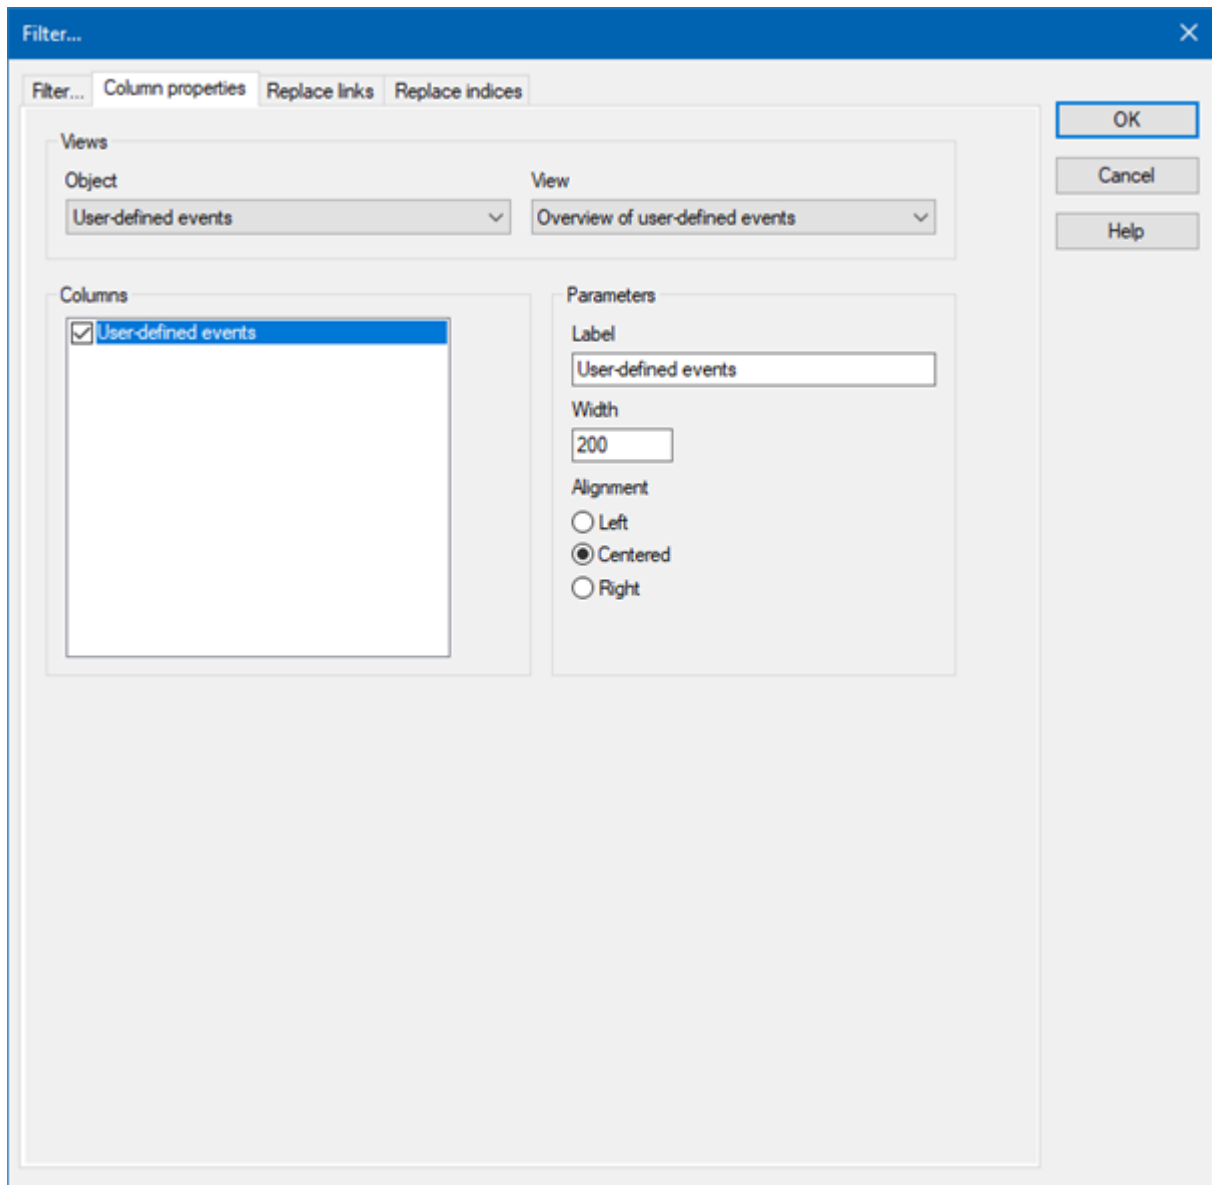 Filter...
Filter... Column properties Replace links Replace indices
OK
Cancel
Help
Views
Object View
User-defined events Overview of user-defined events
Columns
User-defined events
Parameters
Label
User-defined events
Width
200
Alignment
Left
Centered
Right